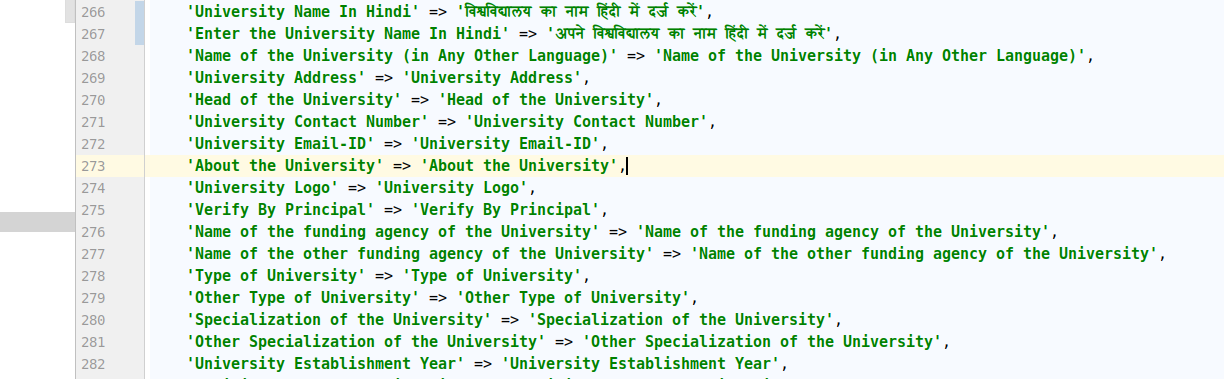 266 'University Name In Hindi' => 'विश्वविद्यालय का नाम हिंदी में दर्ज करें',
267 'Enter the University Name In Hindi' => 'अपने विश्वविद्यालय का नाम हिंदी में दर्ज करें',
268 'Name of the University (in Any Other Language)' => 'Name of the University (in Any Other Language)',
269 'University Address' => 'University Address',
270 'Head of the University' => 'Head of the University',
271 'University Contact Number' => 'University Contact Number',
272 'University Email-ID' => 'University Email-ID',
273 'About the University' => 'About the University',
274 'University Logo' => 'University Logo',
275 'Verify By Principal' => 'Verify By Principal',
276 'Name of the funding agency of the University' => 'Name of the funding agency of the University',
277 'Name of the other funding agency of the University' => 'Name of the other funding agency of the University',
278 'Type of University' => 'Type of University',
279 'Other Type of University' => 'Other Type of University',
280 'Specialization of the University' => 'Specialization of the University',
281 'Other Specialization of the University' => 'Other Specialization of the University',
282 'University Establishment Year' => 'University Establishment Year',